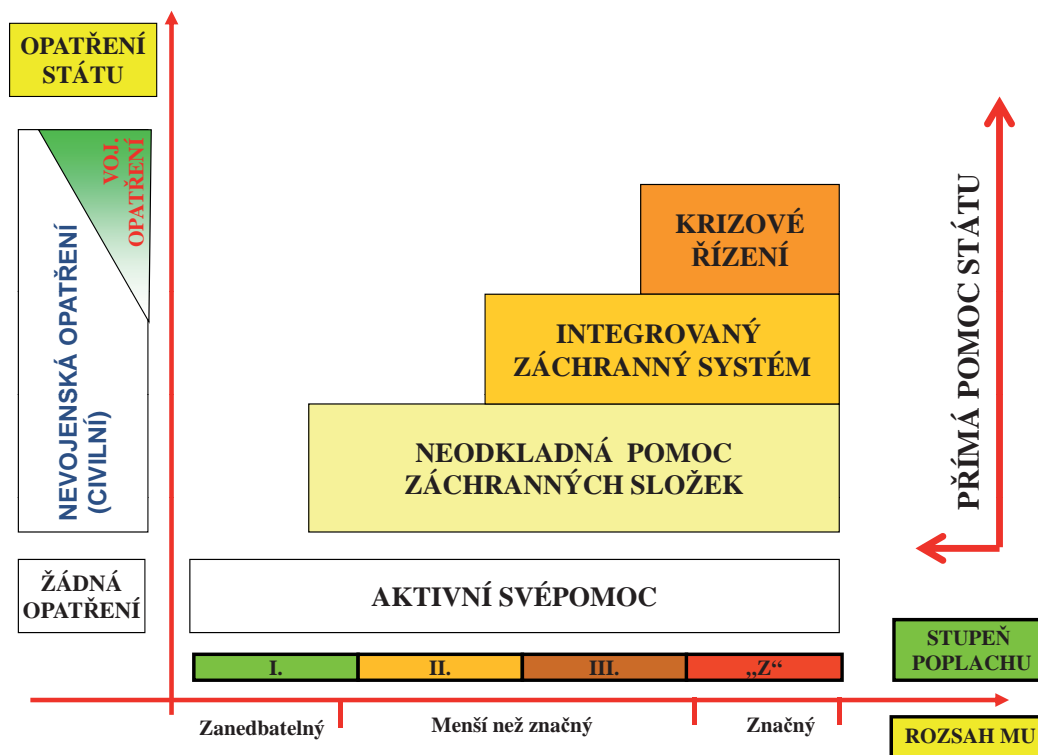 OPATŘENÍ
STÁTU
VOJ.
OPATŘENÍ
NEVOJENSKÁ OPATŘENÍ
(CIVILNÍ)
ŽÁDNÁ
OPATŘENÍ
KRIZOVÉ
ŘÍZENÍ
INTEGROVANÝ
ZÁCHRANNÝ SYSTÉM
NEODKLADNÁ POMOC
ZÁCHRANNÝCH SLOŽEK
AKTIVNÍ SVÉPOMOC
PŘÍMÁ POMOC STÁTU
I.
II.
III.
„Z“
STUPEŇ
POPLACHU
Zanedbatelný
Menší než značný
Značný
ROZSAH MU